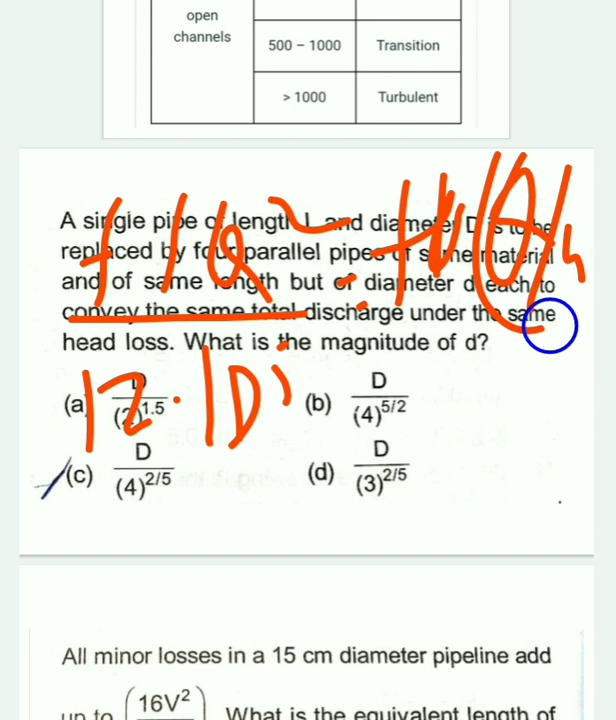 open
channels
500 – 1000 Transition
> 1000 Turbulent
A single pipe of length L and diameter D is to be
replaced by four parallel pipes of same material
and of same length but of diameter d each to
convey the same total discharge under the same
head loss. What is the magnitude of d?
(a) D/(2)^1.5 (b) D/(4)^5/2
(c) D/(4)^2/5 (d) D/(3)^2/5
f l Q²
12.1D⁵
All minor losses in a 15 cm diameter pipeline add
up to (16V²
What is the equivalent length of